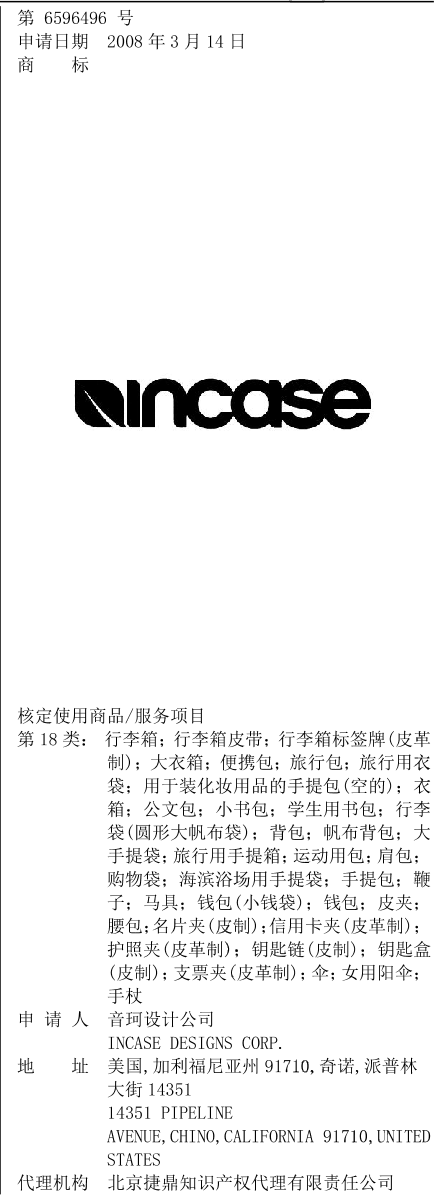 第 6596496 号
申请日期 2008 年 3 月 14 日
商 标
incase
核定使用商品/服务项目
第 18 类： 行李箱；行李箱皮带；行李箱标签牌(皮革
制)；大衣箱；便携包；旅行包；旅行用衣
袋；用于装化妆用品的手提包(空的)；衣
箱；公文包；小书包；学生用书包；行李
袋(圆形大帆布袋)；背包；帆布背包；大
手提袋；旅行用手提箱；运动用包；肩包；
购物袋；海滨浴场用手提袋；手提包；鞭
子；马具；钱包(小钱袋)；钱包；皮夹；
腰包；名片夹(皮制)；信用卡夹(皮革制)；
护照夹(皮革制)；钥匙链(皮制)；钥匙盒
(皮制)；支票夹(皮革制)；伞；女用阳伞；
手杖
申 请 人 音珂设计公司
INCASE DESIGNS CORP.
地 址 美国,加利福尼亚州 91710,奇诺,派普林
大街 14351
14351 PIPELINE
AVENUE,CHINO,CALIFORNIA 91710,UNITED
STATES
代理机构 北京捷鼎知识产权代理有限责任公司